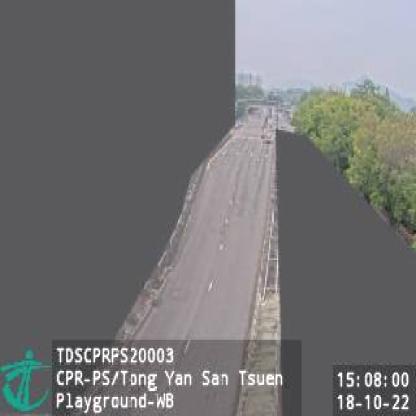 TDSCPRPS20003
CPR-PS/Tong Yan San Tsuen
Playground-WB
15:08:00
18-10-22